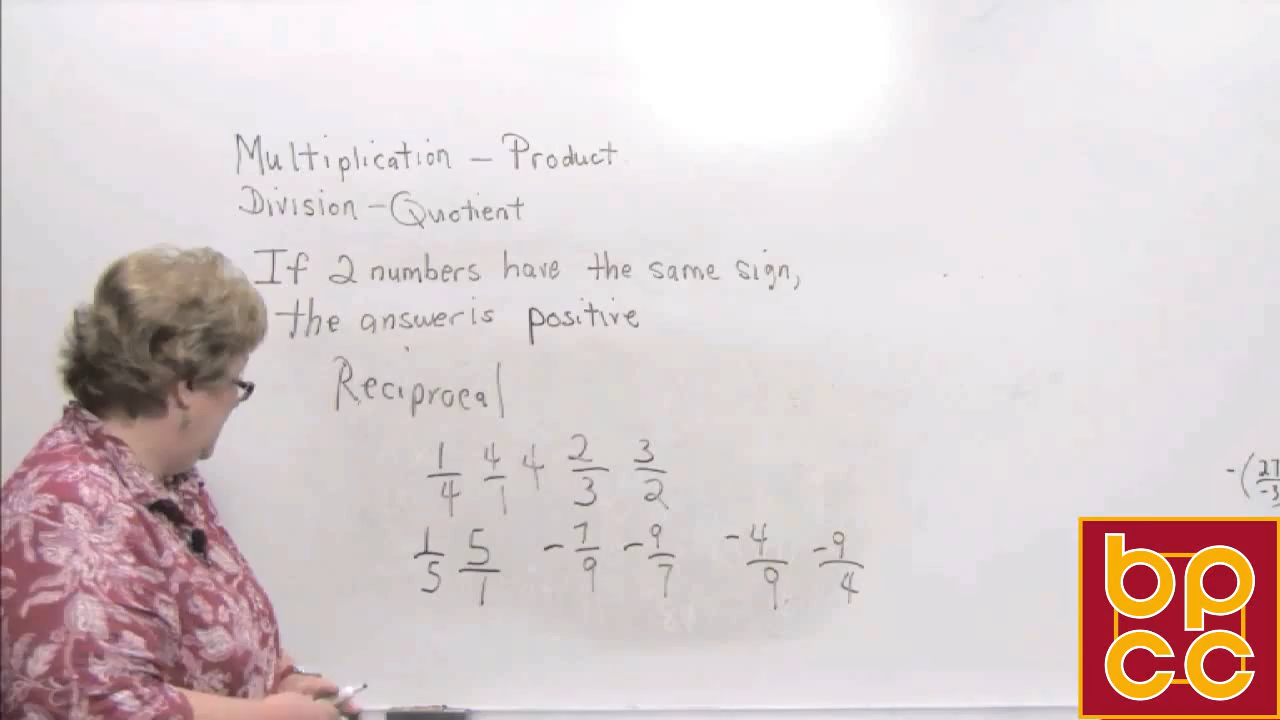 Multiplication – Product
Division – Quotient
If 2 numbers have the same sign,
the answer is positive
Reciprocal
1/4 4/1 4 2/3 3/2
1/5 5/1 -7/9 -9/7 -4/9 -9/4
-(27/-3
bpcc